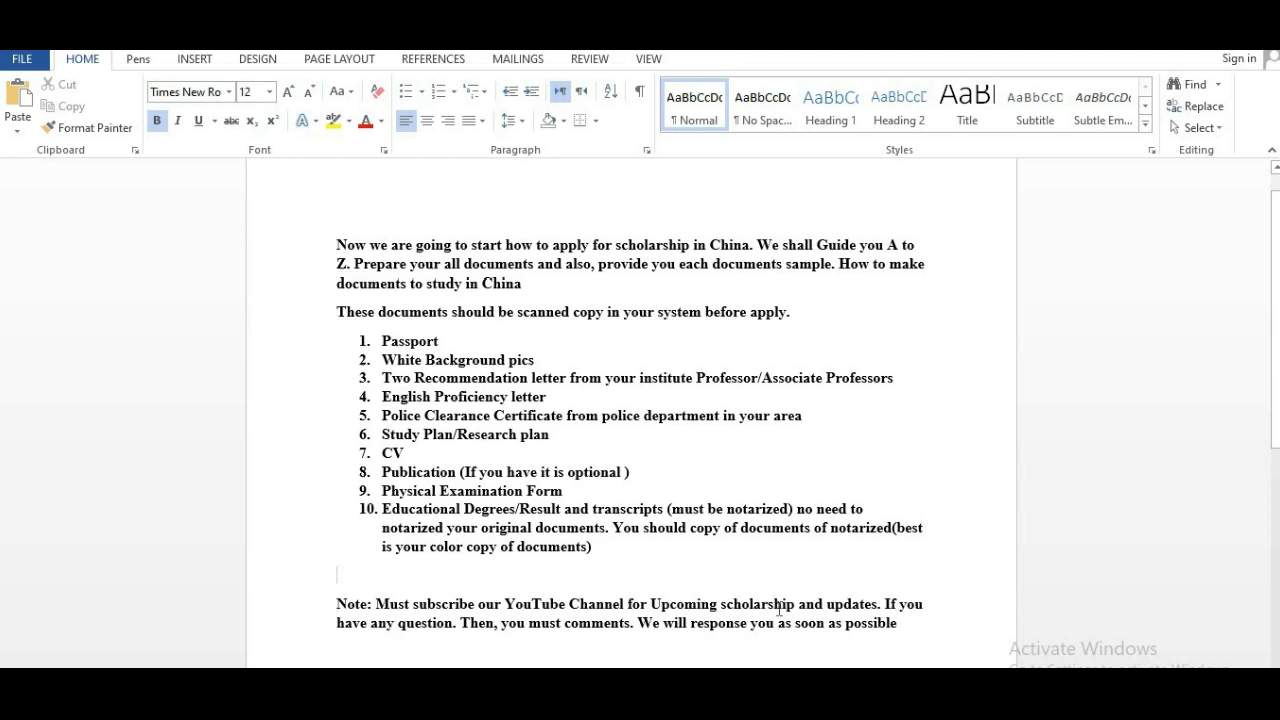 FILE HOME Pens INSERT DESIGN PAGE LAYOUT REFERENCES MAILINGS REVIEW VIEW Sign in
Cut
Copy
Format Painter
Paste
Clipboard
Times New Ro 12
Aa
B I U abc x₂ x² A A
Font
Paragraph
AaBbCcDc AaBbCcDc AaBbCc AaBbCcD AaBl AaBbCcD AaBbCcDc
¶ Normal ¶ No Spac... Heading 1 Heading 2 Title Subtitle Subtle Em...
Styles
Find
Replace
Select
Editing
Now we are going to start how to apply for scholarship in China. We shall Guide you A to
Z. Prepare your all documents and also, provide you each documents sample. How to make
documents to study in China
These documents should be scanned copy in your system before apply.
1. Passport
2. White Background pics
3. Two Recommendation letter from your institute Professor/Associate Professors
4. English Proficiency letter
5. Police Clearance Certificate from police department in your area
6. Study Plan/Research plan
7. CV
8. Publication (If you have it is optional )
9. Physical Examination Form
10. Educational Degrees/Result and transcripts (must be notarized) no need to
notarized your original documents. You should copy of documents of notarized(best
is your color copy of documents)
Note: Must subscribe our YouTube Channel for Upcoming scholarship and updates. If you
have any question. Then, you must comments. We will response you as soon as possible
Activate Windows